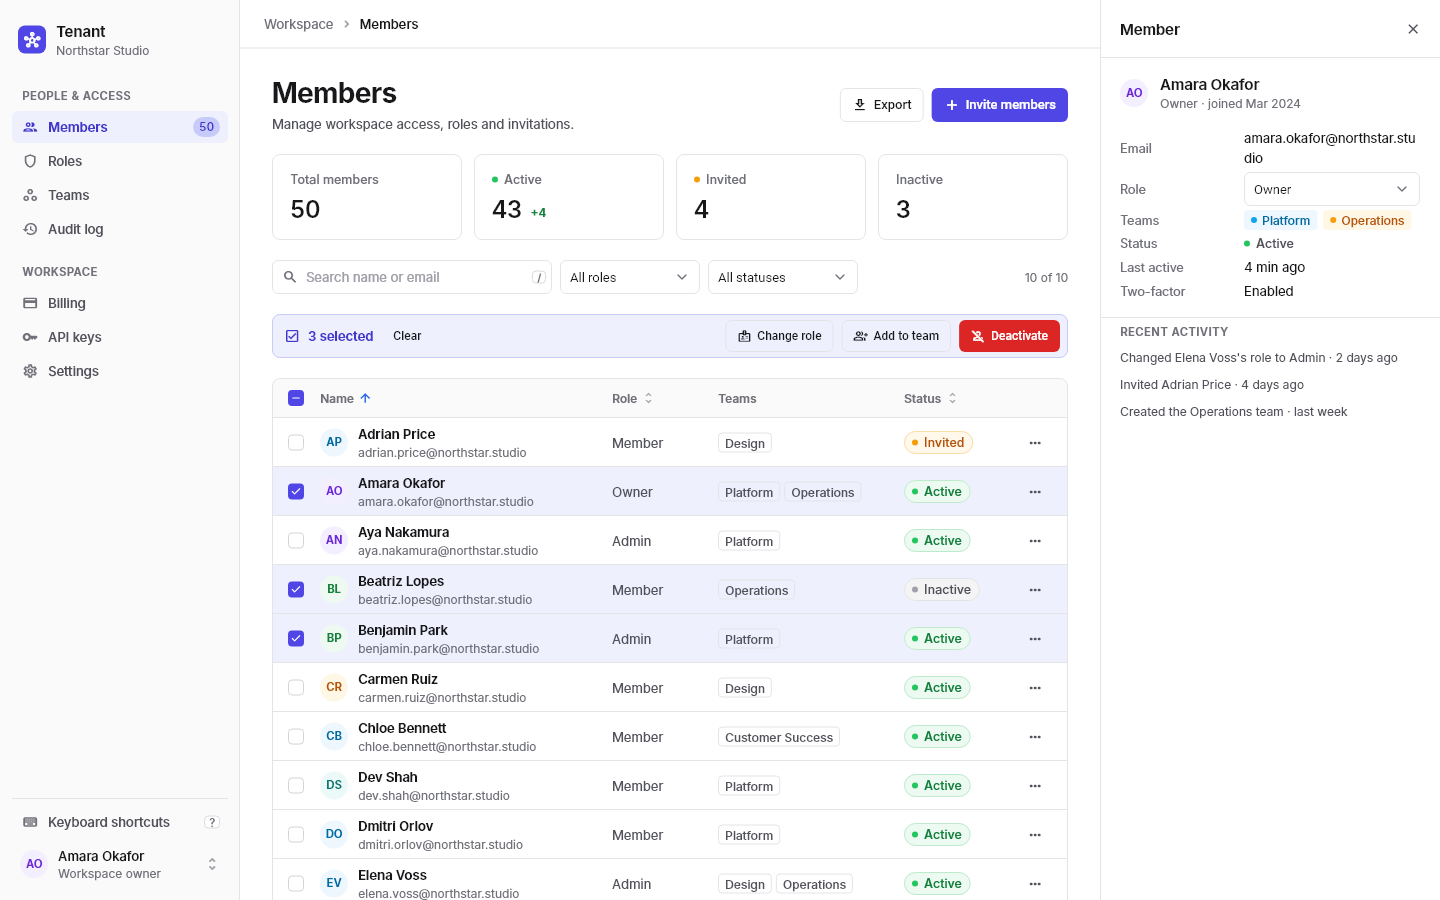 Tenant
Northstar Studio
PEOPLE & ACCESS
Members 50
Roles
Teams
Audit log
WORKSPACE
Billing
API keys
Settings
Keyboard shortcuts ?
AO Amara Okafor
Workspace owner
Workspace > Members
Members
Manage workspace access, roles and invitations.
Export
Invite members
Total members
50
Active
43 +4
Invited
4
Inactive
3
Search name or email /
All roles
All statuses
10 of 10
3 selected Clear
Change role
Add to team
Deactivate
Name Role Teams Status
AP Adrian Price
adrian.price@northstar.studio
Member Design Invited
AO Amara Okafor
amara.okafor@northstar.studio
Owner Platform Operations Active
AN Aya Nakamura
aya.nakamura@northstar.studio
Admin Platform Active
BL Beatriz Lopes
beatriz.lopes@northstar.studio
Member Operations Inactive
BP Benjamin Park
benjamin.park@northstar.studio
Admin Platform Active
CR Carmen Ruiz
carmen.ruiz@northstar.studio
Member Design Active
CB Chloe Bennett
chloe.bennett@northstar.studio
Member Customer Success Active
DS Dev Shah
dev.shah@northstar.studio
Member Platform Active
DO Dmitri Orlov
dmitri.orlov@northstar.studio
Member Platform Active
EV Elena Voss
elena.voss@northstar.studio
Admin Design Operations Active
Member
AO Amara Okafor
Owner · joined Mar 2024
Email amara.okafor@northstar.stu
dio
Role Owner
Teams Platform Operations
Status Active
Last active 4 min ago
Two-factor Enabled
RECENT ACTIVITY
Changed Elena Voss's role to Admin · 2 days ago
Invited Adrian Price · 4 days ago
Created the Operations team · last week